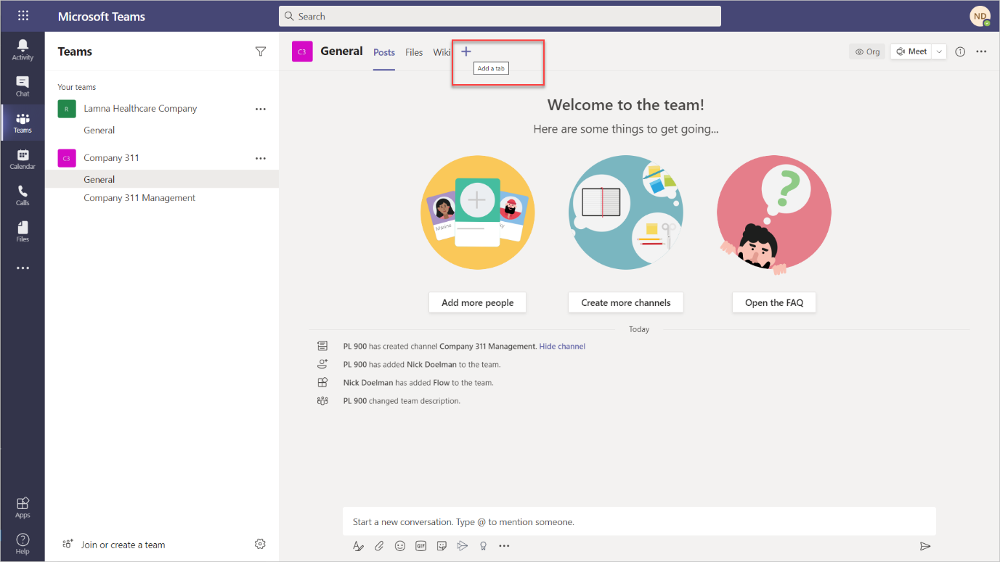 Microsoft Teams
Search
ND
Activity
Chat
Teams
Calendar
Calls
Files
Apps
Help
Teams
Your teams
R
Lamna Healthcare Company
General
C3
Company 311
General
Company 311 Management
Join or create a team
C3
General
Posts
Files
Wiki
Add a tab
Org
Meet
Welcome to the team!
Here are some things to get going...
Maxine
?
Add more people
Create more channels
Open the FAQ
Today
PL 900 has created channel Company 311 Management. Hide channel
PL 900 has added Nick Doelman to the team.
Nick Doelman has added Flow to the team.
PL 900 changed team description.
Start a new conversation. Type @ to mention someone.
GIF